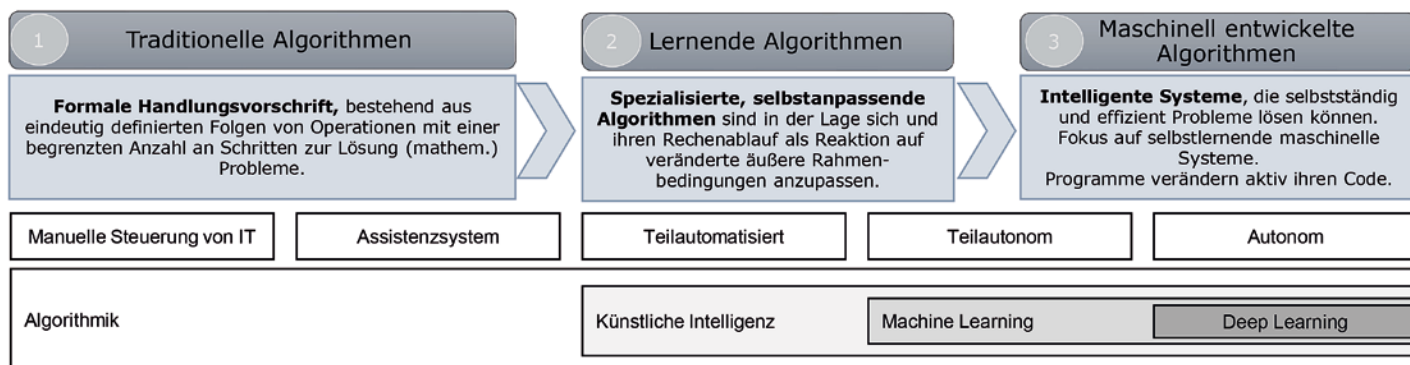 1
Traditionelle Algorithmen
Formale Handlungsvorschrift, bestehend aus
eindeutig definierten Folgen von Operationen mit einer
begrenzten Anzahl an Schritten zur Lösung (mathem.)
Probleme.
2
Lernende Algorithmen
Spezialisierte, selbstanpassende
Algorithmen sind in der Lage sich und
ihren Rechenablauf als Reaktion auf
veränderte äußere Rahmen-
bedingungen anzupassen.
3
Maschinell entwickelte
Algorithmen
Intelligente Systeme, die selbstständig
und effizient Probleme lösen können.
Fokus auf selbstlernende maschinelle
Systeme.
Programme verändern aktiv ihren Code.
Manuelle Steuerung von IT
Assistenzsystem
Teilautomatisiert
Teilautonom
Autonom
Algorithmik
Künstliche Intelligenz
Machine Learning
Deep Learning